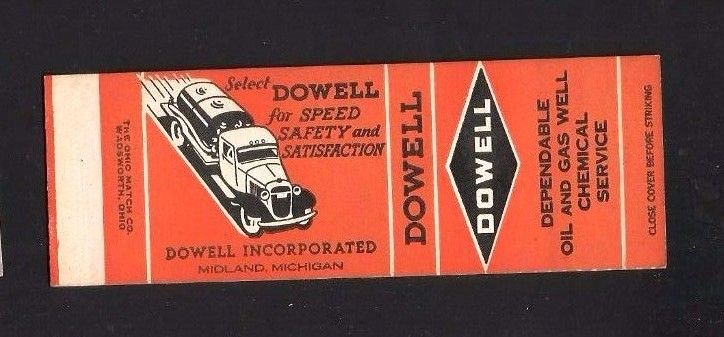 THE OHIO MATCH CO.
WADSWORTH, OHIO
Select DOWELL
for SPEED
SAFETY and
SATISFACTION
DOWELL INCORPORATED
MIDLAND, MICHIGAN
DOWELL
DOWELL
DEPENDABLE
OIL AND GAS WELL
CHEMICAL
SERVICE
CLOSE COVER BEFORE STRIKING